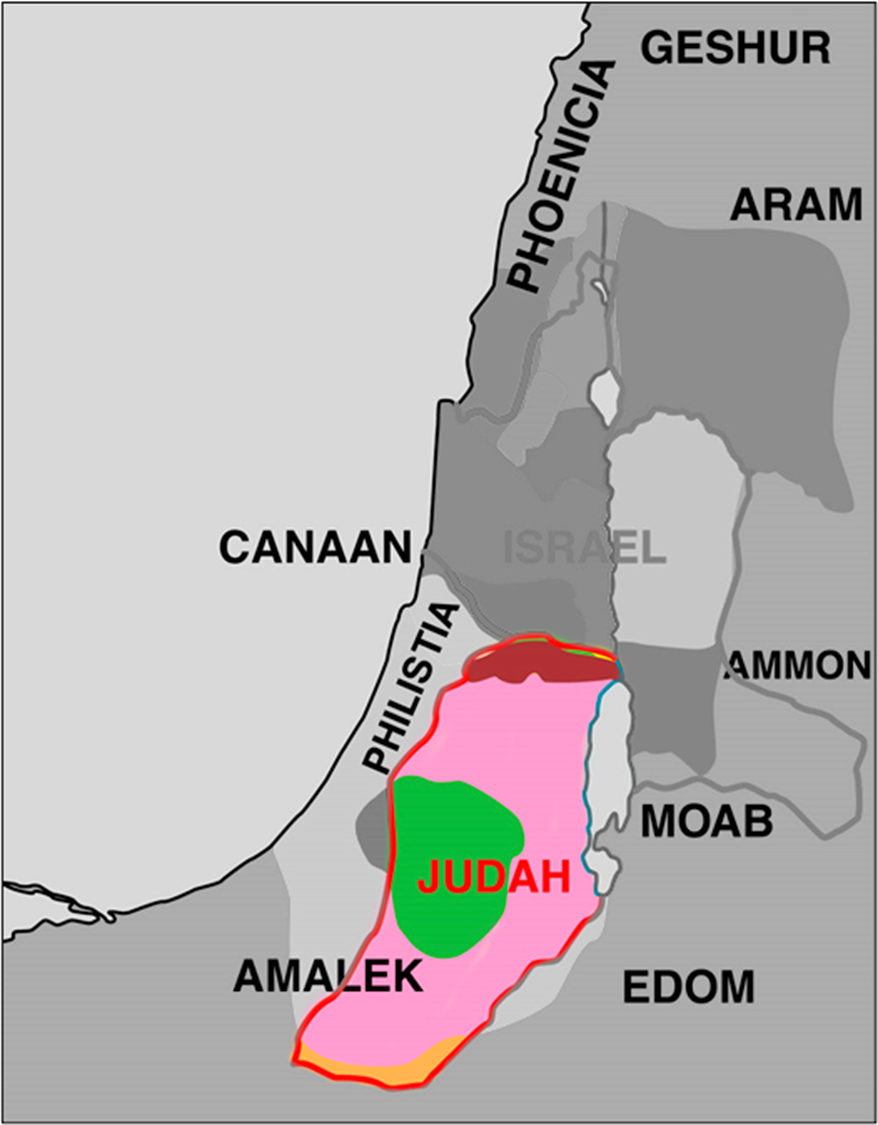 GESHUR
PHOENICIA
ARAM
CANAAN
ISRAEL
PHILISTIA
AMMON
MOAB
JUDAH
AMALEK
EDOM